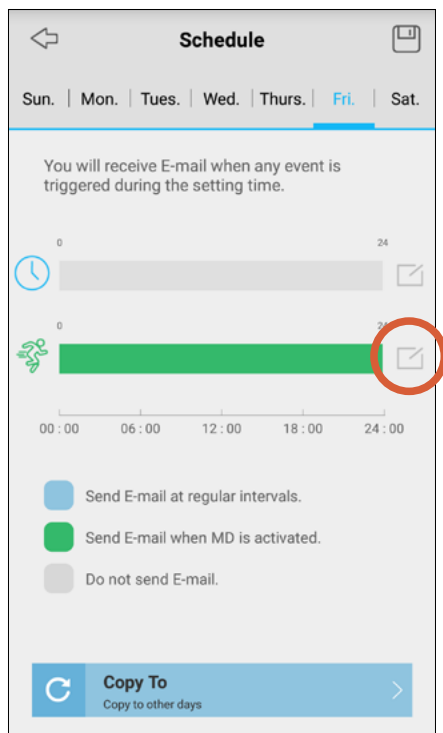 Schedule
Sun. | Mon. | Tues. | Wed. | Thurs. | Fri. | Sat.
You will receive E-mail when any event is
triggered during the setting time.
0 24
0 24
00 : 00 06 : 00 12 : 00 18 : 00 24 : 00
Send E-mail at regular intervals.
Send E-mail when MD is activated.
Do not send E-mail.
Copy To
Copy to other days